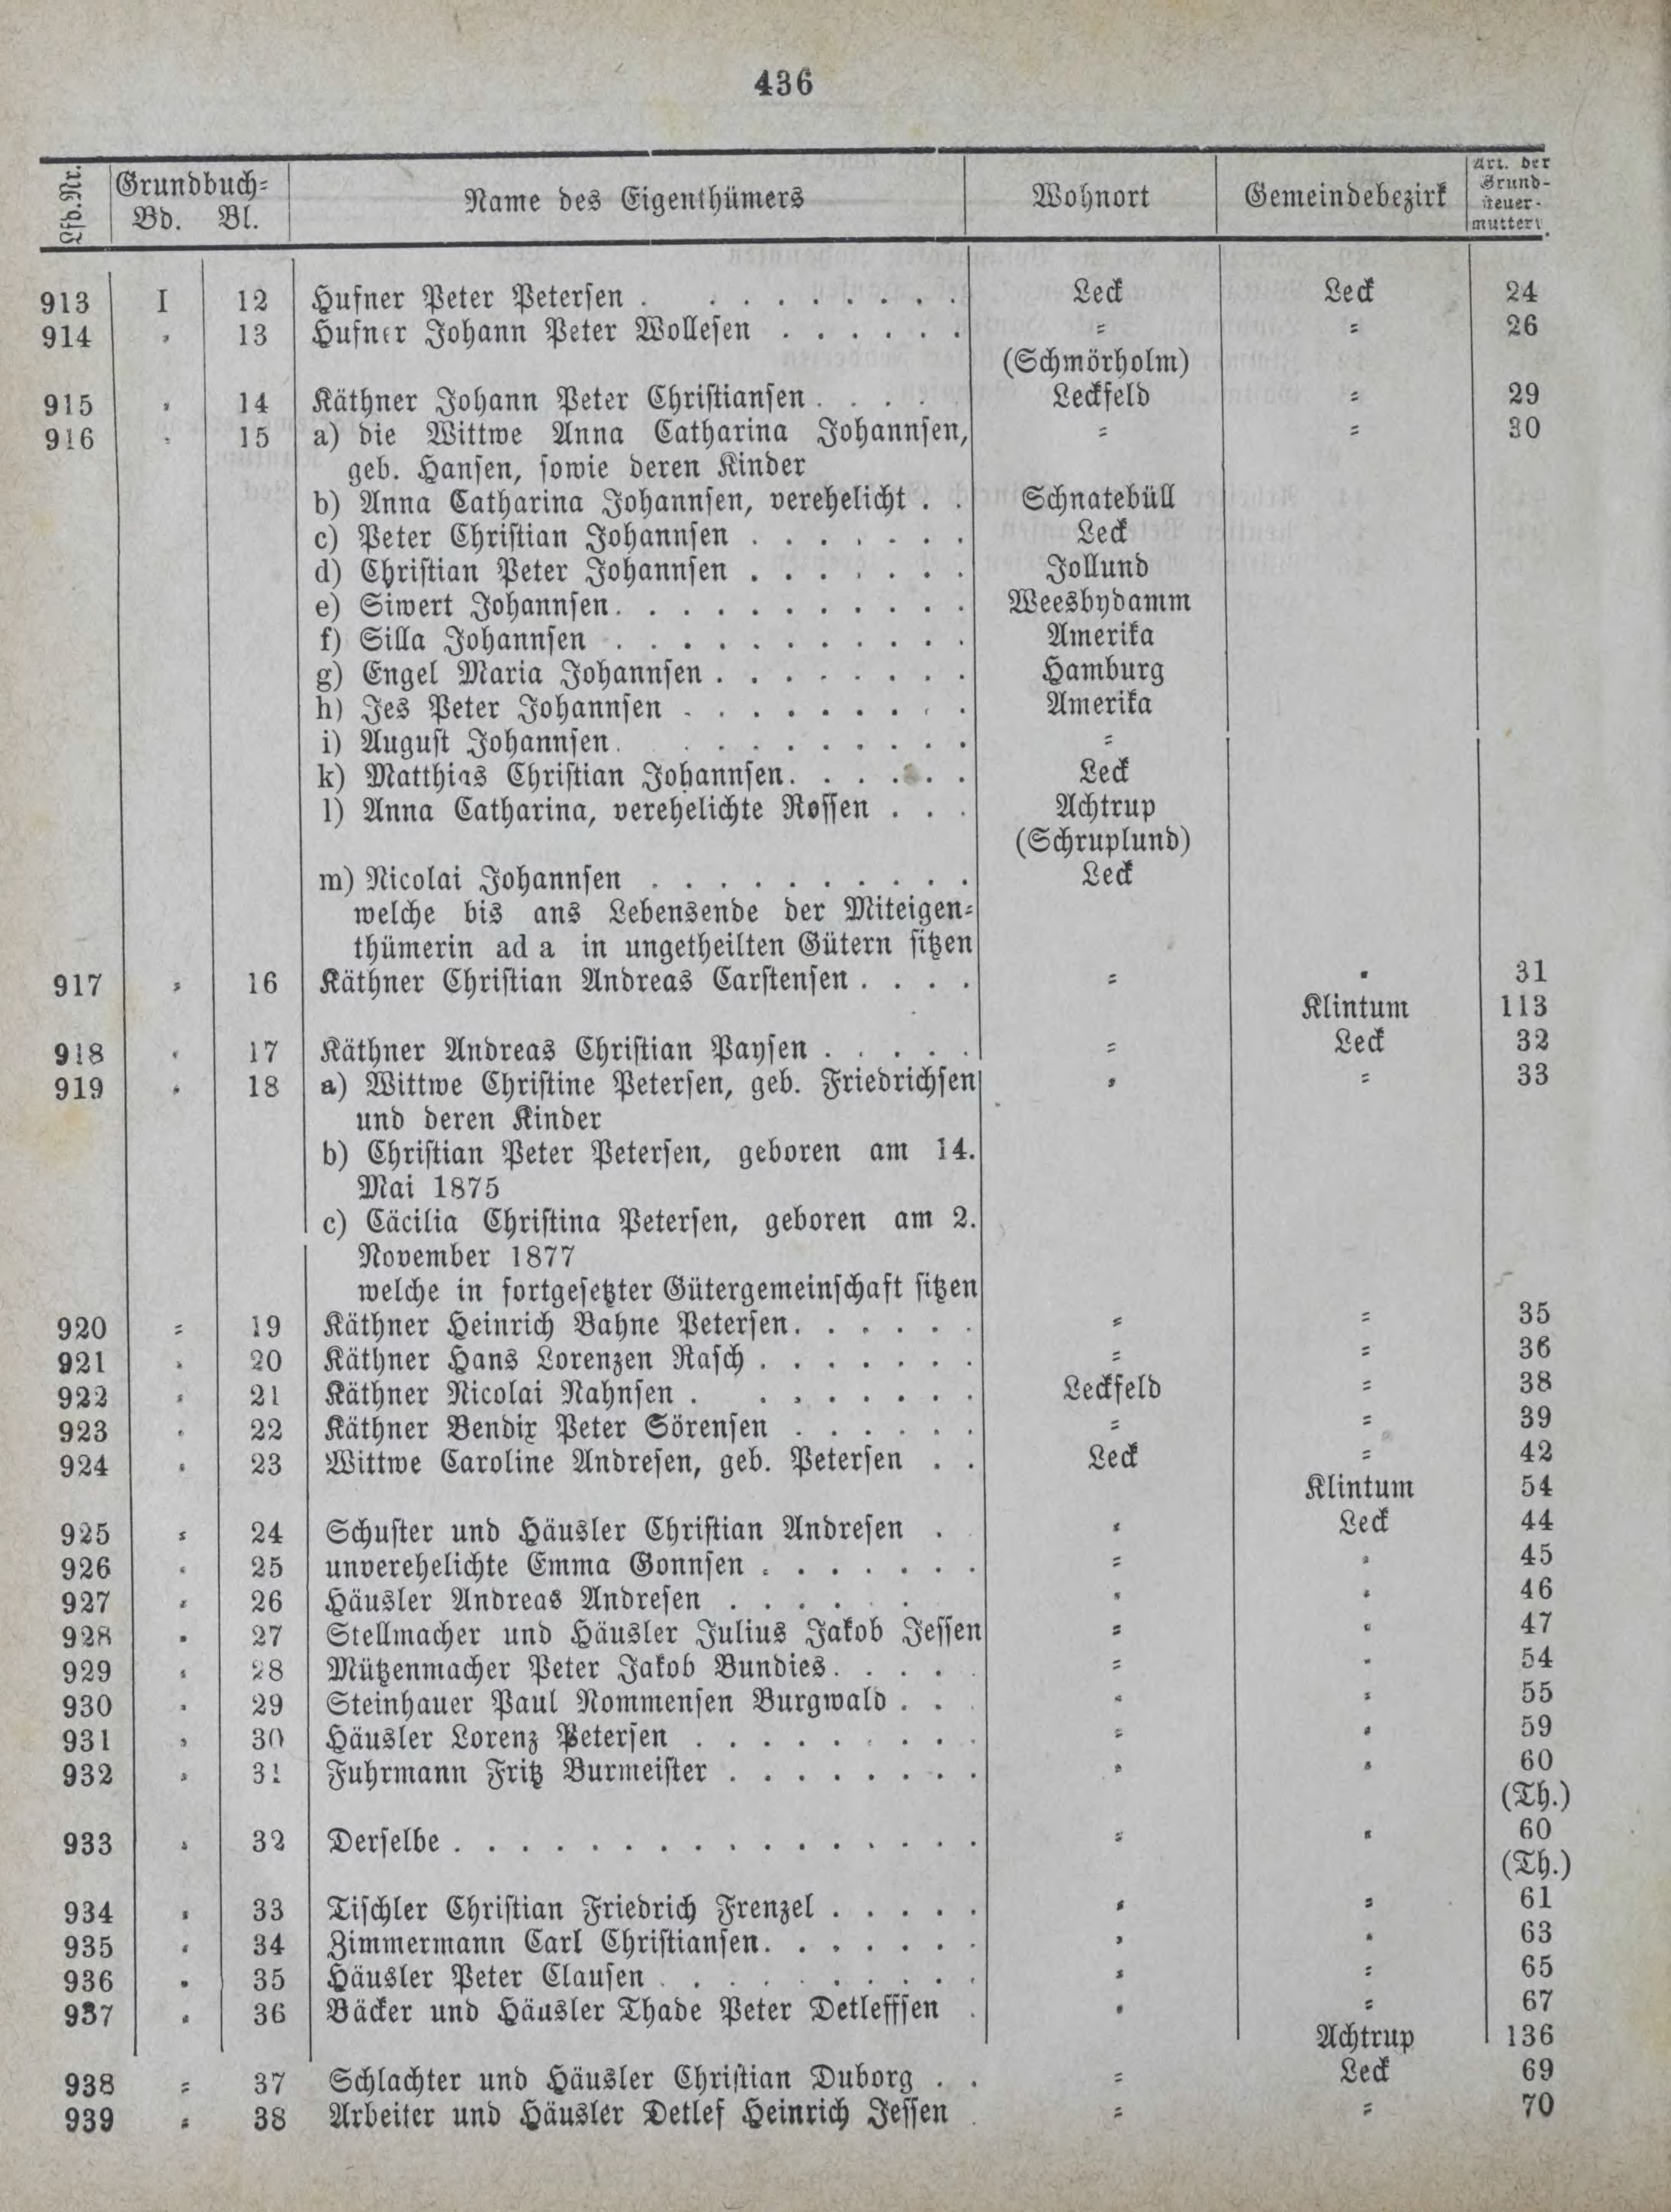 436
Lfd. Nr. Grundbuch= Name des Eigenthümers Wohnort Gemeindebezirk Art. der Grund- steuer- mutterr.
Bd. Bl.
913 I 12 Hufner Peter Petersen . . . . . . . . . Leck Leck 24
914 = 13 Hufner Johann Peter Wollesen . . . . . . = = 26
(Schmörholm)
915 = 14 Käthner Johann Peter Christiansen . . . . Leckfeld = 29
916 = 15 a) die Wittwe Anna Catharina Johannsen, = = 30
geb. Hansen, sowie deren Kinder
b) Anna Catharina Johannsen, verehelicht . . Schnatebüll
c) Peter Christian Johannsen . . . . . . . Leck
d) Christian Peter Johannsen . . . . . . . Jollund
e) Siwert Johannsen . . . . . . . . . . . Weesbydamm
f) Silla Johannsen . . . . . . . . . . . Amerika
g) Engel Maria Johannsen . . . . . . . . Hamburg
h) Jes Peter Johannsen . . . . . . . . . Amerika
i) August Johannsen . . . . . . . . . . =
k) Matthias Christian Johannsen . . . . . . Leck
l) Anna Catharina, verehelichte Rossen . . . Achtrup
(Schruplund)
m) Nicolai Johannsen . . . . . . . . . . Leck
welche bis ans Lebensende der Miteigen=
thümerin ad a in ungetheilten Gütern sitzen
917 = 16 Käthner Christian Andreas Carstensen . . . . = = 31
Klintum 113
918 = 17 Käthner Andreas Christian Paysen . . . . . = Leck 32
919 = 18 a) Wittwe Christine Petersen, geb. Friedrichsen = = 33
und deren Kinder
b) Christian Peter Petersen, geboren am 14.
Mai 1875
c) Cäcilia Christina Petersen, geboren am 2.
November 1877
welche in fortgesetzter Gütergemeinschaft sitzen
920 = 19 Käthner Heinrich Bahne Petersen . . . . . . = = 35
921 = 20 Käthner Hans Lorenzen Rasch . . . . . . . = = 36
922 = 21 Käthner Nicolai Nahnsen . . . . . . . . Leckfeld = 38
923 = 22 Käthner Bendix Peter Sörensen . . . . . . = = 39
924 = 23 Wittwe Caroline Andresen, geb. Petersen . . Leck = 42
Klintum 54
925 = 24 Schuster und Häusler Christian Andresen . = Leck 44
926 = 25 unverehelichte Emma Gonnsen . . . . . . . = = 45
927 = 26 Häusler Andreas Andresen . . . . . . = = 46
928 = 27 Stellmacher und Häusler Julius Jakob Jessen = = 47
929 = 28 Mützenmacher Peter Jakob Bundies . . . . . = = 54
930 = 29 Steinhauer Paul Nommensen Burgwald . . = = 55
931 = 30 Häusler Lorenz Petersen . . . . . . . . . = = 59
932 = 31 Fuhrmann Fritz Burmeister . . . . . . . . = = 60
(Th.)
933 = 32 Derselbe . . . . . . . . . . . . . . . . = = 60
(Th.)
934 = 33 Tischler Christian Friedrich Frenzel . . . . . = = 61
935 = 34 Zimmermann Carl Christiansen . . . . . . . = = 63
936 = 35 Häusler Peter Clausen . . . . . . . . . . = = 65
937 = 36 Bäcker und Häusler Thade Peter Detleffsen . = = 67
Achtrup 136
938 = 37 Schlachter und Häusler Christian Duborg . . = Leck 69
939 = 38 Arbeiter und Häusler Detlef Heinrich Jessen . = = 70